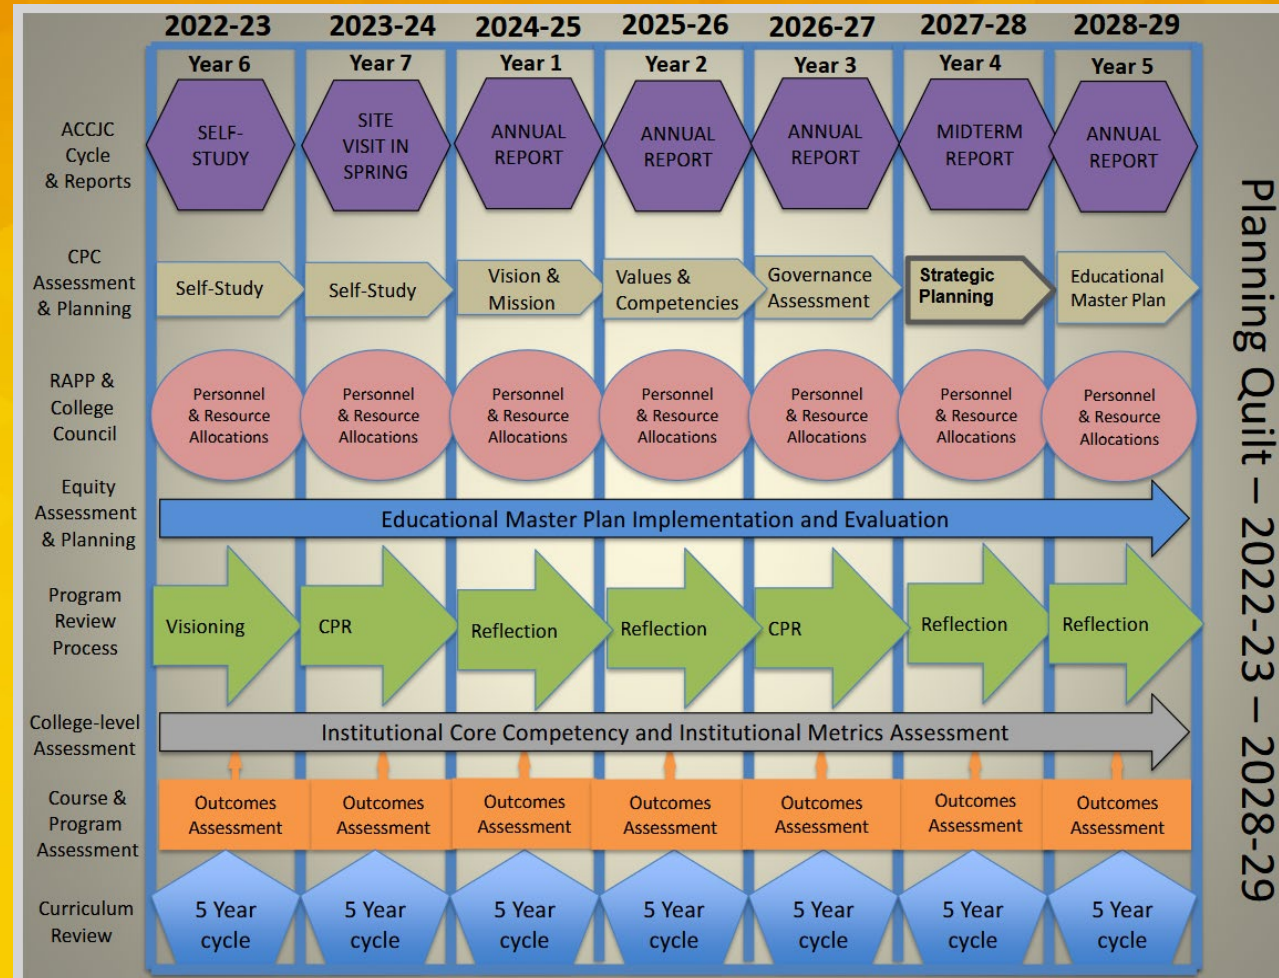 2022-23 2023-24 2024-25 2025-26 2026-27 2027-28 2028-29
Year 6 Year 7 Year 1 Year 2 Year 3 Year 4 Year 5
ACCJC
Cycle
& Reports
SELF-
STUDY
SITE
VISIT IN
SPRING
ANNUAL
REPORT
ANNUAL
REPORT
ANNUAL
REPORT
MIDTERM
REPORT
ANNUAL
REPORT
CPC
Assessment
& Planning
Self-Study
Self-Study
Vision &
Mission
Values &
Competencies
Governance
Assessment
Strategic
Planning
Educational
Master Plan
RAPP &
College
Council
Personnel
& Resource
Allocations
Personnel
& Resource
Allocations
Personnel
& Resource
Allocations
Personnel
& Resource
Allocations
Personnel
& Resource
Allocations
Personnel
& Resource
Allocations
Personnel
& Resource
Allocations
Equity
Assessment
& Planning
Educational Master Plan Implementation and Evaluation
Program
Review
Process
Visioning
CPR
Reflection
Reflection
CPR
Reflection
Reflection
College-level
Assessment
Institutional Core Competency and Institutional Metrics Assessment
Course &
Program
Assessment
Outcomes
Assessment
Outcomes
Assessment
Outcomes
Assessment
Outcomes
Assessment
Outcomes
Assessment
Outcomes
Assessment
Outcomes
Assessment
Curriculum
Review
5 Year
cycle
5 Year
cycle
5 Year
cycle
5 Year
cycle
5 Year
cycle
5 Year
cycle
5 Year
cycle
Planning Quilt – 2022-23 – 2028-29